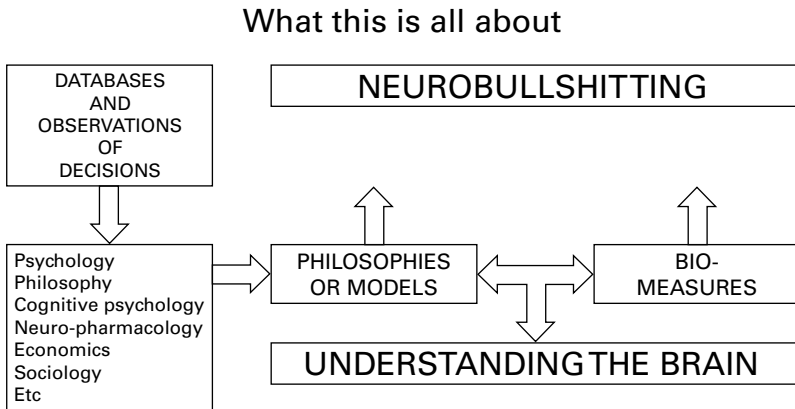 What this is all about
DATABASES
AND
OBSERVATIONS
OF
DECISIONS
NEUROBULLSHITTING
Psychology
Philosophy
Cognitive psychology
Neuro-pharmacology
Economics
Sociology
Etc
PHILOSOPHIES
OR MODELS
BIO-
MEASURES
UNDERSTANDING THE BRAIN